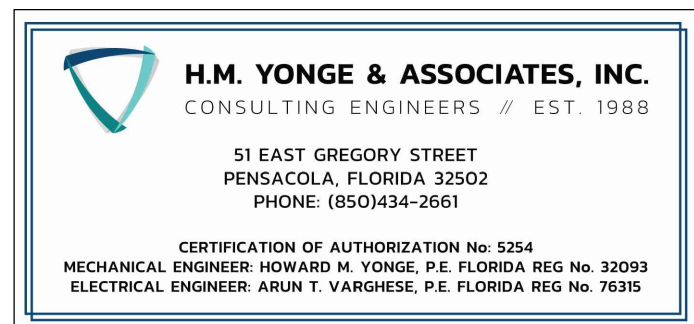 H.M. YONGE & ASSOCIATES, INC.
CONSULTING ENGINEERS // EST. 1988
51 EAST GREGORY STREET
PENSACOLA, FLORIDA 32502
PHONE: (850)434-2661
CERTIFICATION OF AUTHORIZATION No: 5254
MECHANICAL ENGINEER: HOWARD M. YONGE, P.E. FLORIDA REG No. 32093
ELECTRICAL ENGINEER: ARUN T. VARGHESE, P.E. FLORIDA REG No. 76315